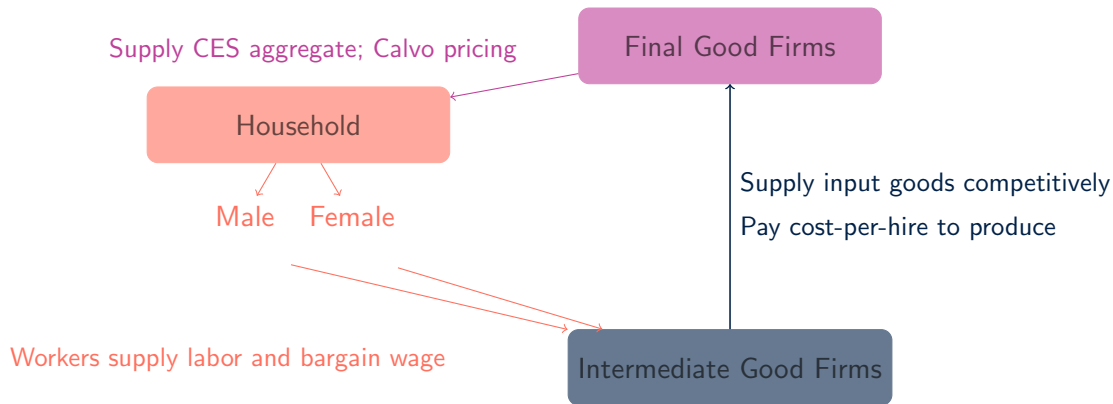 Final Good Firms
Supply CES aggregate; Calvo pricing
Household
Male
Female
Supply input goods competitively
Pay cost-per-hire to produce
Workers supply labor and bargain wage
Intermediate Good Firms